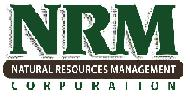 NRM
NATURAL RESOURCES MANAGEMENT
CORPORATION